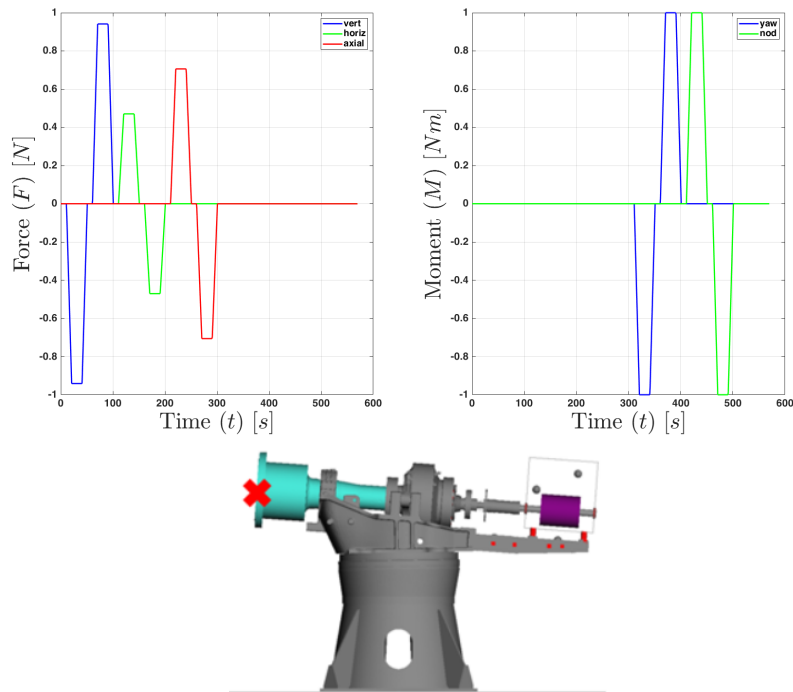 1
0.8
0.6
0.4
0.2
0
-0.2
-0.4
-0.6
-0.8
-1
Force (F) [N]
vert
horiz
axial
0 100 200 300 400 500 600
Time (t) [s]
1
0.8
0.6
0.4
0.2
0
-0.2
-0.4
-0.6
-0.8
-1
Moment (M) [Nm]
yaw
nod
0 100 200 300 400 500 600
Time (t) [s]